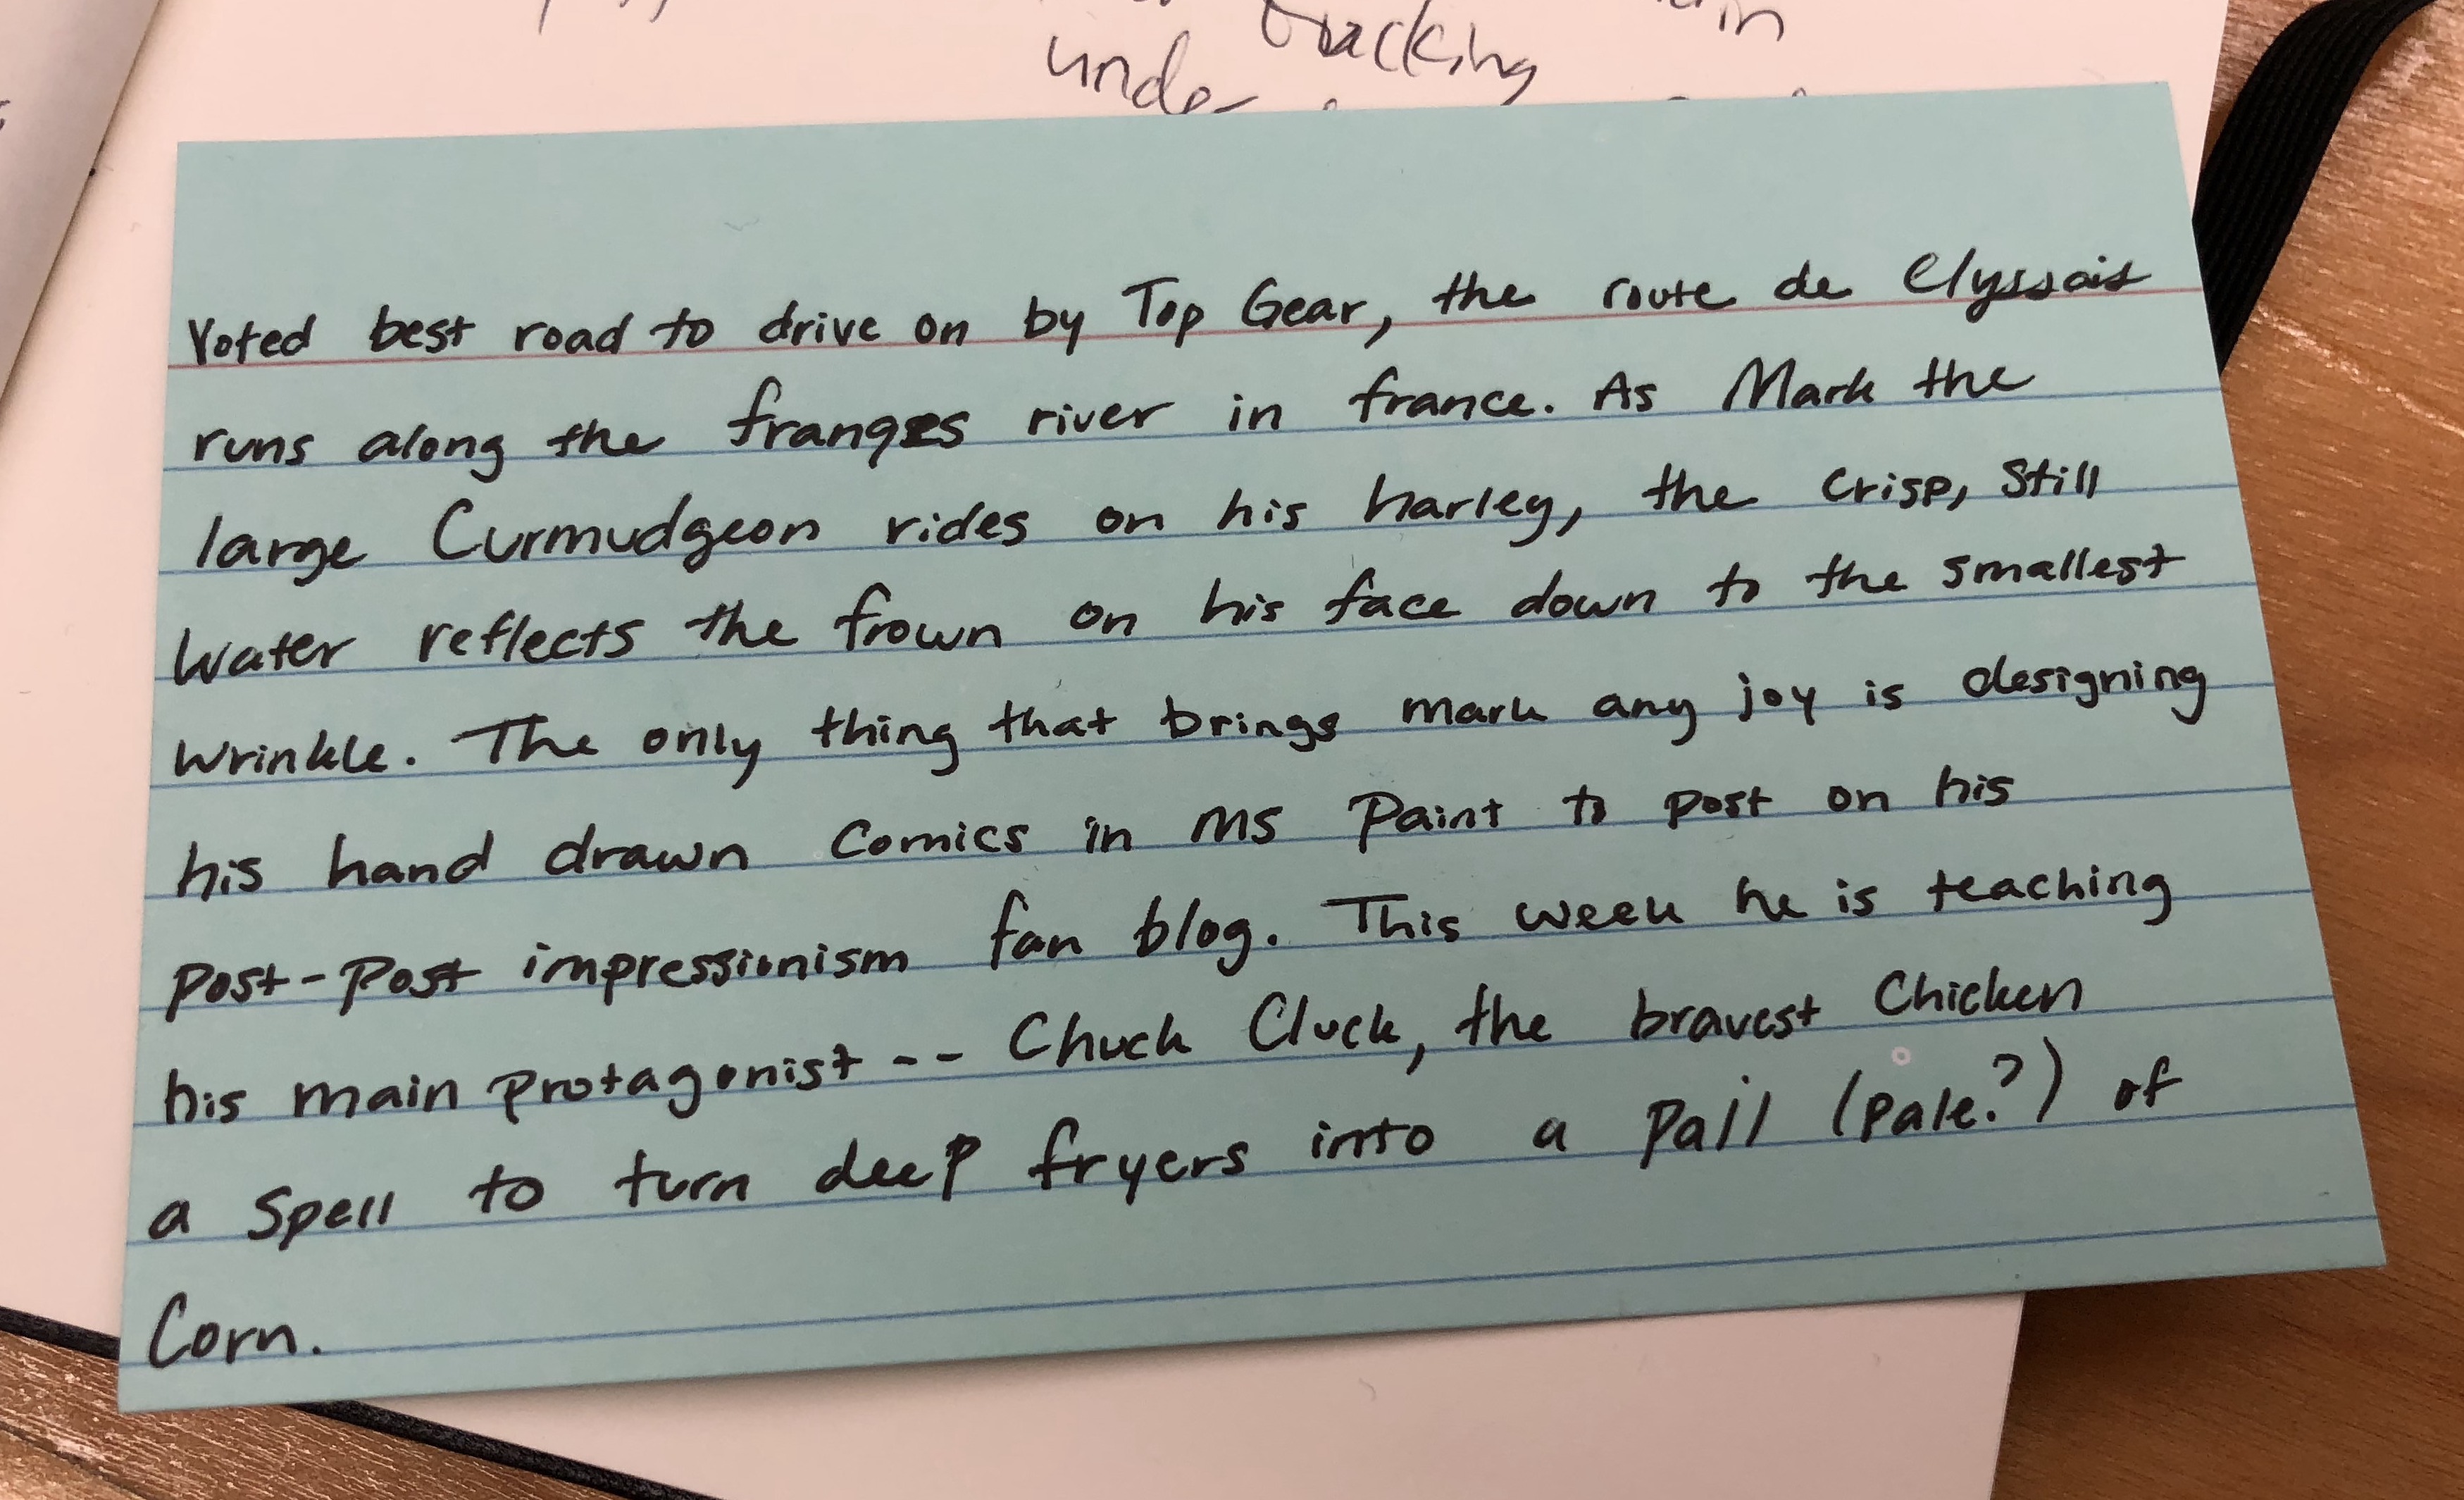 tracking
under
Voted best road to drive on by Top Gear, the route de Elyssois
runs along the franges river in france. As Mark the
large Curmudgeon rides on his harley, the crisp, still
water reflects the frown on his face down to the smallest
wrinkle. The only thing that brings mark any joy is designing
his hand drawn comics in MS Paint to post on his
post-post impressionism fan blog. This week he is teaching
his main protagonist -- Chuck Cluck, the bravest Chicken
a spell to turn deep fryers into a pail (pale?) of
Corn.